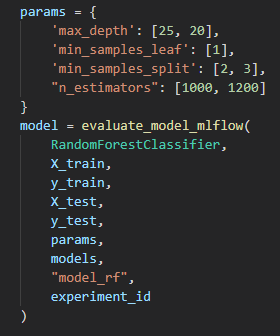 params = {
    'max_depth': [25, 20],
    'min_samples_leaf': [1],
    'min_samples_split': [2, 3],
    "n_estimators": [1000, 1200]
}
model = evaluate_model_mlflow(
    RandomForestClassifier,
    X_train,
    y_train,
    X_test,
    y_test,
    params,
    models,
    "model_rf",
    experiment_id
)